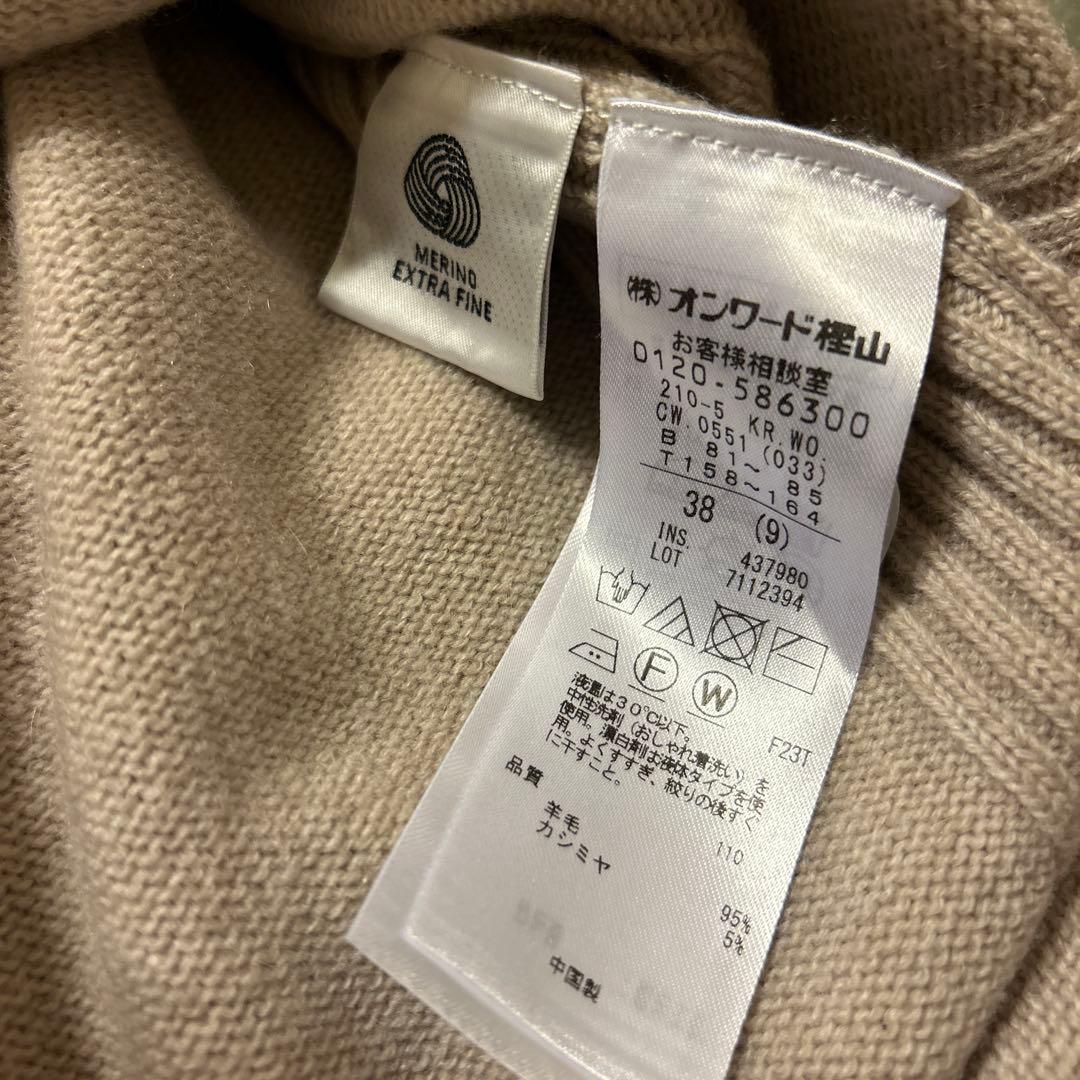 MERINO
EXTRA FINE
(株)オンワード樫山
お客様相談室
0120-586300
210-5 KR.WO.
CW.0551(033)
B 81~ 85
T158~164
38 (9)
INS. 437980
LOT 7112394
F
W
F23T
液温は30℃以下。
中性洗剤(おしゃれ着洗い)を
使用。漂白剤は液体タイプを使
用。よくすすぎ、絞りの後すぐ
に干すこと。
110
品質
羊毛 95%
カシミヤ 5%
中国製